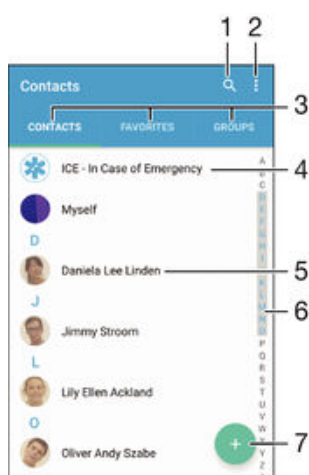 1 2
Contacts
3
CONTACTS FAVORITES GROUPS
ICE - In Case of Emergency
4
Myself
D
Daniela Lee Linden
5
J
Jimmy Stroom
6
L
Lily Ellen Ackland
O
Oliver Andy Szabe
7
A
B
C
D
E
F
G
H
I
K
L
M
N
O
P
Q
R
S
T
U
V
W
X
Y
Z